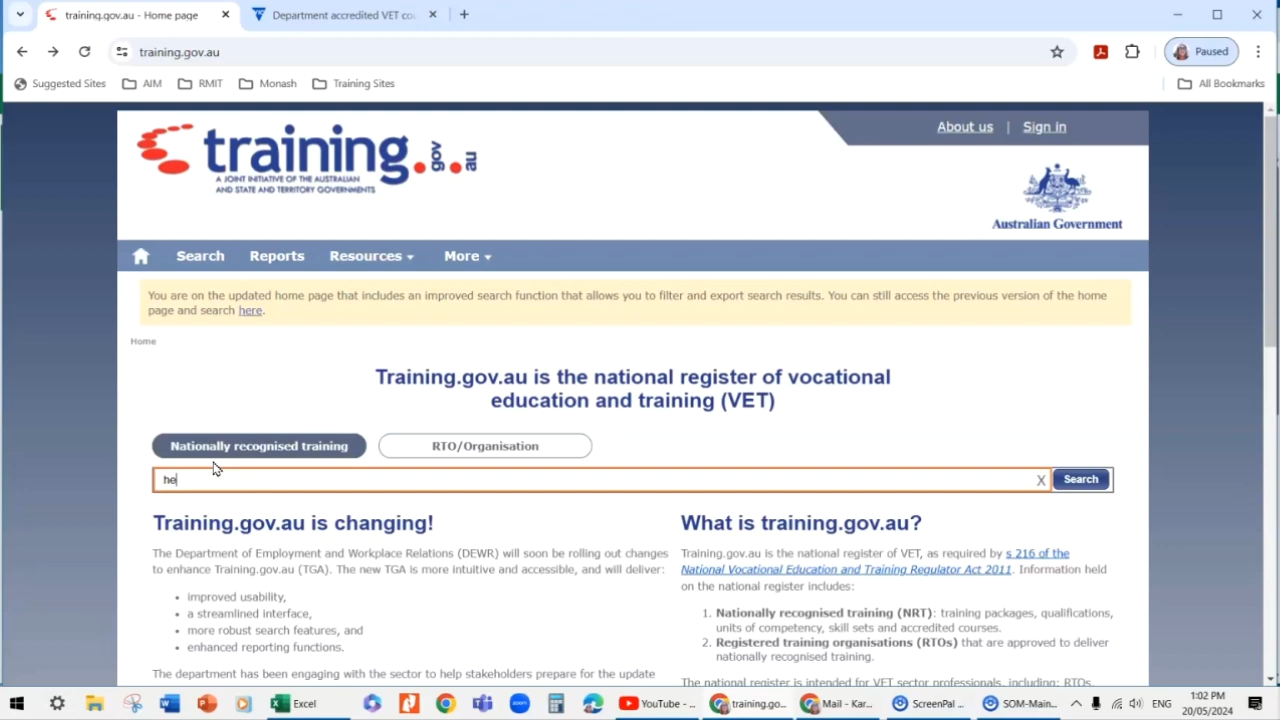 training.gov.au - Home page
Department accredited VET cou
training.gov.au
Paused
Suggested Sites AIM RMIT Monash Training Sites All Bookmarks
About us | Sign in
training.gov.au
A JOINT INITIATIVE OF THE AUSTRALIAN
AND STATE AND TERRITORY GOVERNMENTS
Australian Government
Search Reports Resources More
You are on the updated home page that includes an improved search function that allows you to filter and export search results. You can still access the previous version of the home
page and search here.
Home
Training.gov.au is the national register of vocational
education and training (VET)
Nationally recognised training RTO/Organisation
he X Search
Training.gov.au is changing!
The Department of Employment and Workplace Relations (DEWR) will soon be rolling out changes
to enhance Training.gov.au (TGA). The new TGA is more intuitive and accessible, and will deliver:
• improved usability,
• a streamlined interface,
• more robust search features, and
• enhanced reporting functions.
The department has been engaging with the sector to help stakeholders prepare for the update
What is training.gov.au?
Training.gov.au is the national register of VET, as required by s 216 of the
National Vocational Education and Training Regulator Act 2011. Information held
on the national register includes:
1. Nationally recognised training (NRT): training packages, qualifications,
units of competency, skill sets and accredited courses.
2. Registered training organisations (RTOs) that are approved to deliver
nationally recognised training.
The national register is intended for VET sector professionals, including: RTOs,
Excel YouTube - ... training.go... Mail - Kar... ScreenPal ... SOM-Main... ENG
1:02 PM
20/05/2024